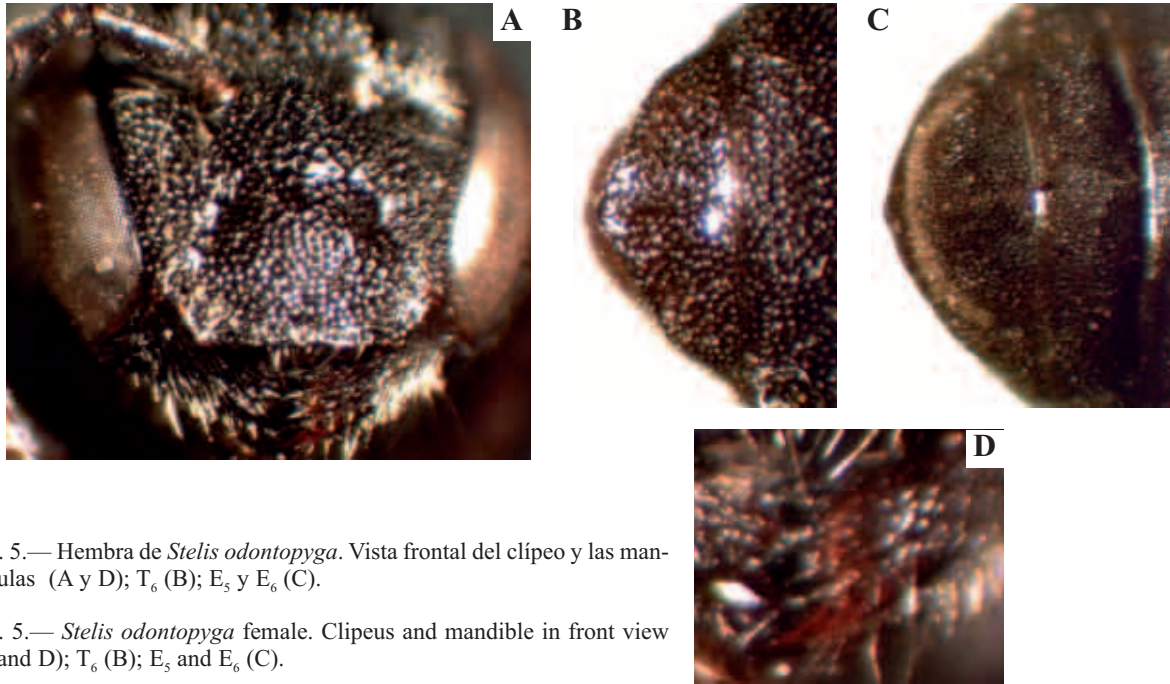 A
B
C
D
. 5.— Hembra de Stelis odontopyga. Vista frontal del clípeo y las man-
ulas (A y D); T₆ (B); E₅ y E₆ (C).
. 5.— Stelis odontopyga female. Clipeus and mandible in front view
and D); T₆ (B); E₅ and E₆ (C).